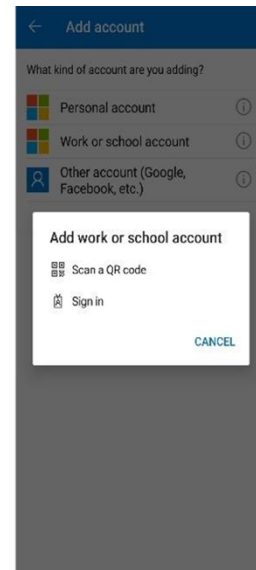 Add account
What kind of account are you adding?
Personal account
Work or school account
Other account (Google,
Facebook, etc.)
Add work or school account
Scan a QR code
Sign in
CANCEL